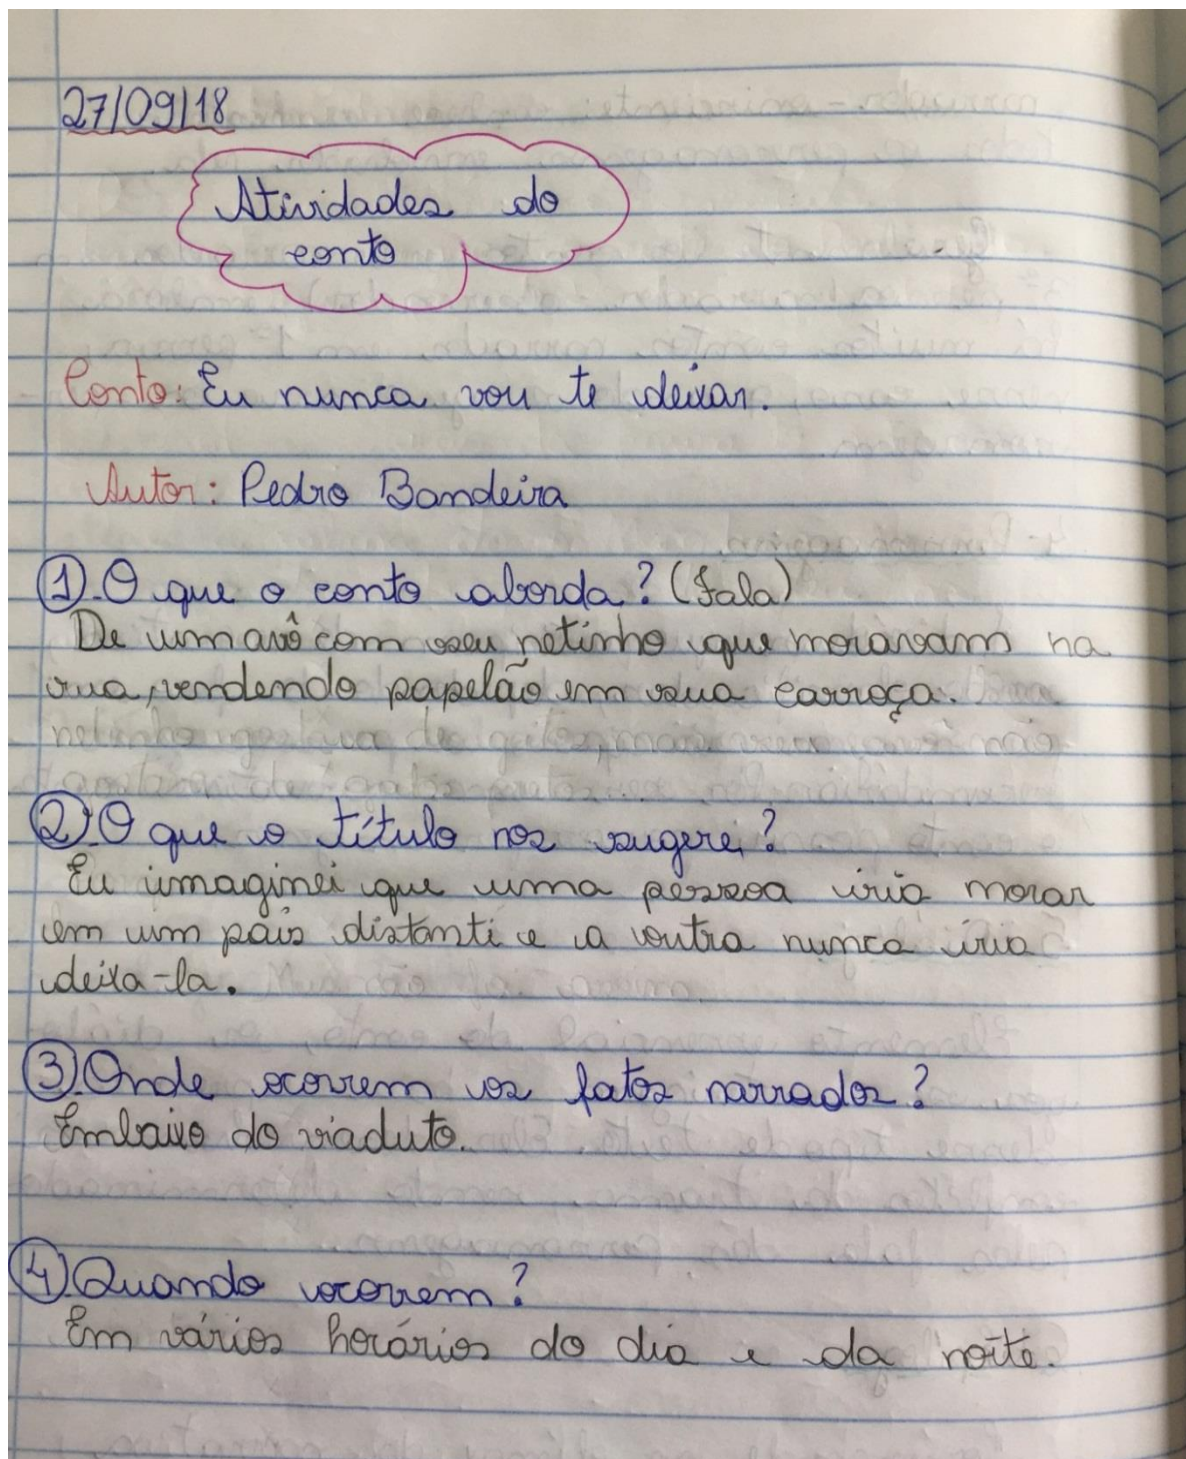 27/09/18
Atividades do
conto
Conto: Eu nunca vou te deixar.
Autor: Pedro Bandeira
1). O que o conto aborda? (fala)
De um avô com seu netinho que moravam na
rua, vendendo papelão em sua carroça.
2). O que o título nos sugere?
Eu imaginei que uma pessoa iria morar
em um país distanti e a outra nunca iria
deixa-la.
3). Onde ocorrem os fatos narrados?
Embaixo do viaduto.
4). Quando ocorrem?
Em vários horários do dia e da noite.